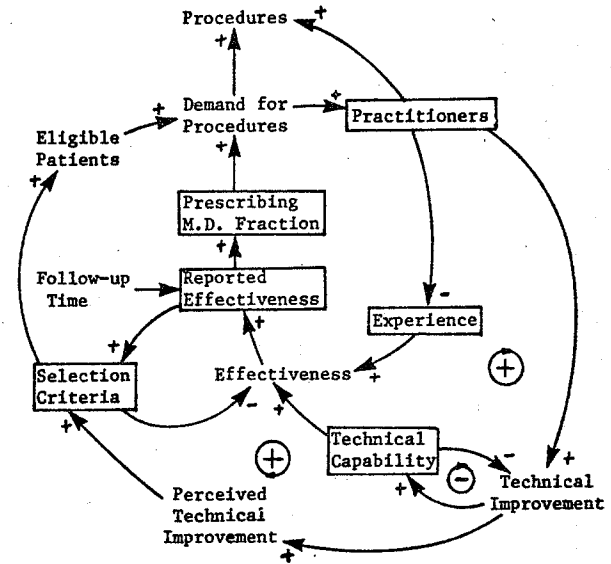 Procedures
+
+
+
Demand for
Procedures
+
Practitioners
+
Eligible
Patients
+
+
Prescribing
M.D. Fraction
+
Follow-up
Time
Reported
Effectiveness
-
Experience
+
+
Effectiveness
+
+
Selection
Criteria
-
+
+
Technical
Capability
-
+
+
+
-
Technical
Improvement
Perceived
Technical
Improvement
+